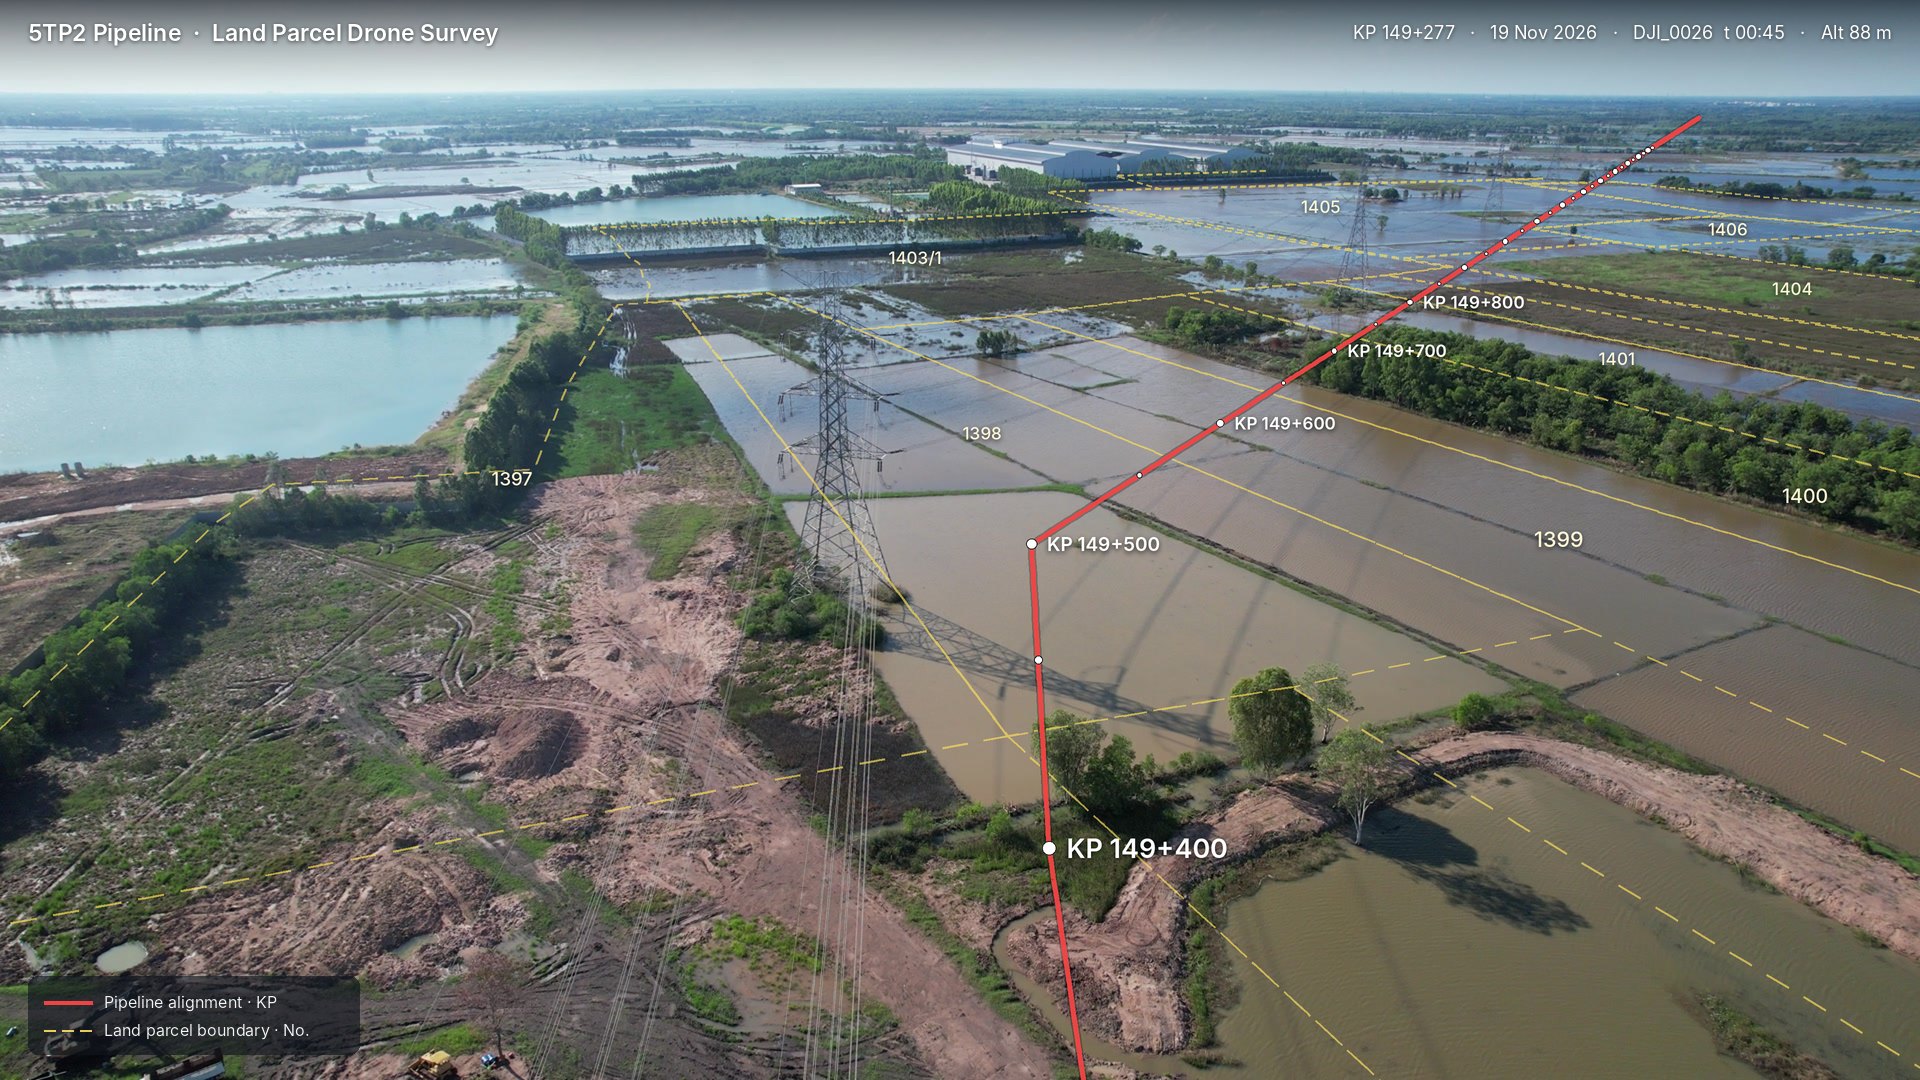 5TP2 Pipeline · Land Parcel Drone Survey
KP 149+277 · 19 Nov 2026 · DJI_0026 t 00:45 · Alt 88 m
1405
1406
1403/1
1404
KP 149+800
KP 149+700
1401
KP 149+600
1398
1397
1400
KP 149+500
1399
KP 149+400
Pipeline alignment · KP
Land parcel boundary · No.